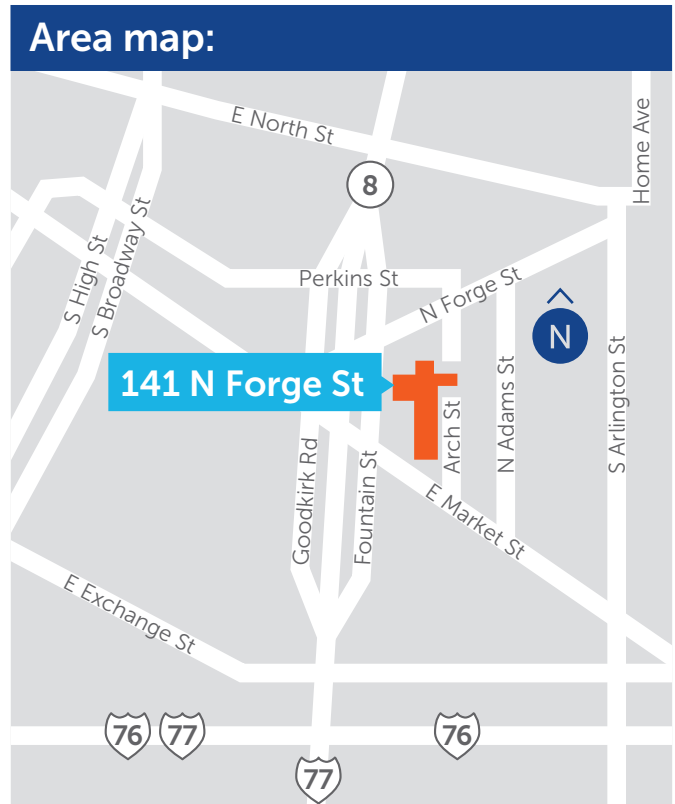 Area map:
E North St
Home Ave
8
S High St
S Broadway St
Perkins St
N Forge St
N
141 N Forge St
Arch St
N Adams St
S Arlington St
Goodkirk Rd
Fountain St
E Market St
E Exchange St
76
77
76
77